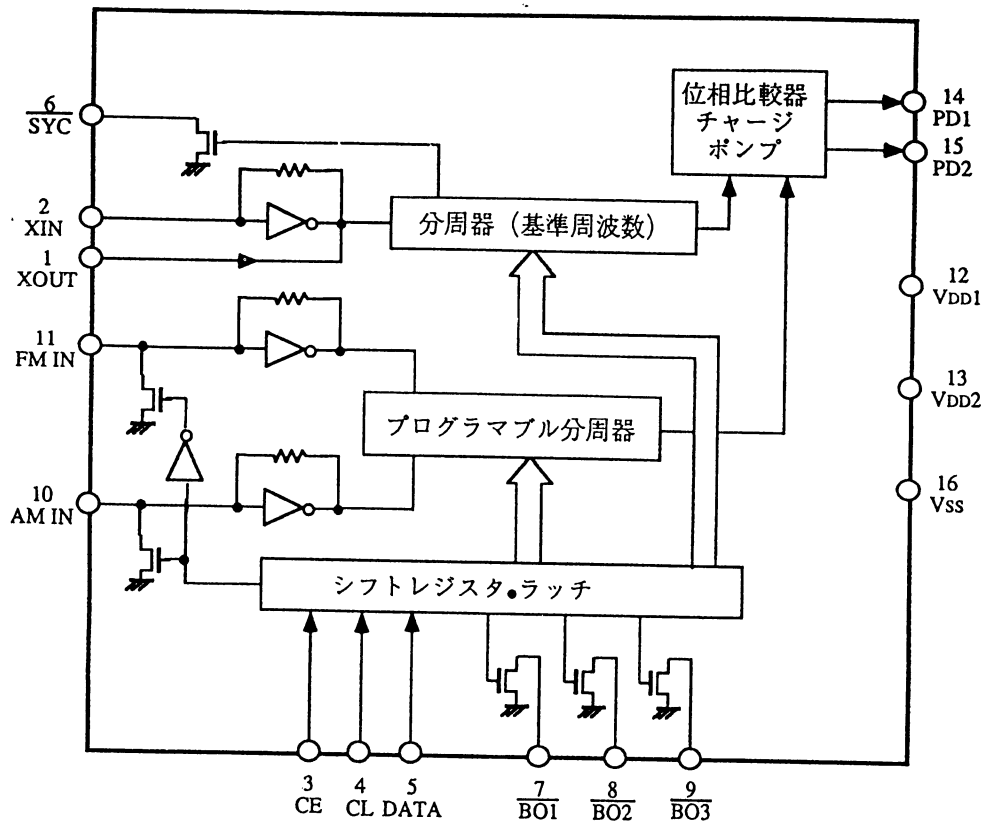 6
SYC
2
XIN
1
XOUT
11
FM IN
10
AM IN
位相比較器
チャージ
ポンプ
14
PD1
15
PD2
分周器（基準周波数）
12
VDD1
13
VDD2
プログラマブル分周器
16
VSS
シフトレジスタ•ラッチ
3
CE
4
CL
5
DATA
7
BO1
8
BO2
9
BO3